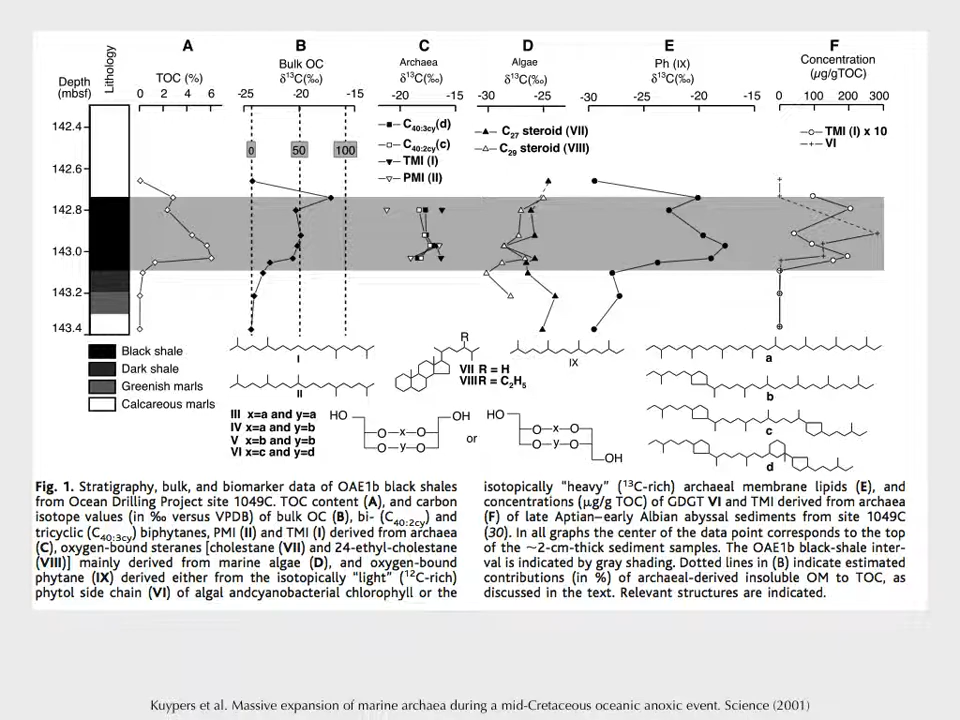 A B C D E F
Lithology
Depth (mbsf)
TOC (%)
0 2 4 6
Bulk OC
δ¹³C(‰)
-25 -20 -15
Archaea
δ¹³C(‰)
-20 -15
Algae
δ¹³C(‰)
-30 -25
Ph (IX)
δ¹³C(‰)
-30 -25 -20 -15
Concentration
(µg/gTOC)
0 100 200 300
142.4
142.6
142.8
143.0
143.2
143.4
0 50 100
C40:3cy(d)
C40:2cy(c)
TMI (I)
PMI (II)
C27 steroid (VII)
C29 steroid (VIII)
TMI (I) x 10
VI
Black shale
Dark shale
Greenish marls
Calcareous marls
I
II
III x=a and y=a
IV x=a and y=b
V x=b and y=b
VI x=c and y=d
R
VII R = H
VIII R = C2H5
IX
HO O x O OH
O y O
or
HO O x O
O y O OH
a
b
c
d
Fig. 1. Stratigraphy, bulk, and biomarker data of OAE1b black shales
from Ocean Drilling Project site 1049C. TOC content (A), and carbon
isotope values (in ‰ versus VPDB) of bulk OC (B), bi- (C40:2cy) and
tricyclic (C40:3cy) biphytanes, PMI (II) and TMI (I) derived from archaea
(C), oxygen-bound steranes [cholestane (VII) and 24-ethyl-cholestane
(VIII)] mainly derived from marine algae (D), and oxygen-bound
phytane (IX) derived either from the isotopically “light” (¹²C-rich)
phytol side chain (VI) of algal andcyanobacterial chlorophyll or the
isotopically “heavy” (¹³C-rich) archaeal membrane lipids (E), and
concentrations (µg/g TOC) of GDGT VI and TMI derived from archaea
(F) of late Aptian–early Albian abyssal sediments from site 1049C
(30). In all graphs the center of the data point corresponds to the top
of the ~2-cm-thick sediment samples. The OAE1b black-shale inter-
val is indicated by gray shading. Dotted lines in (B) indicate estimated
contributions (in %) of archaeal-derived insoluble OM to TOC, as
discussed in the text. Relevant structures are indicated.
Kuypers et al. Massive expansion of marine archaea during a mid-Cretaceous oceanic anoxic event. Science (2001)